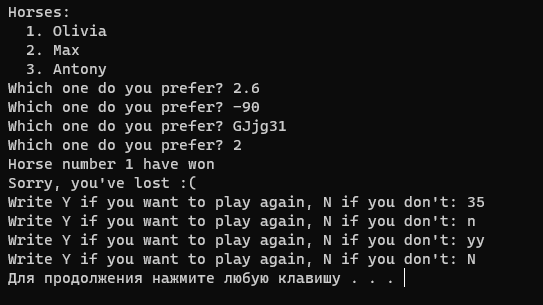 Horses:
  1. Olivia
  2. Max
  3. Antony
Which one do you prefer? 2.6
Which one do you prefer? -90
Which one do you prefer? GJjg31
Which one do you prefer? 2
Horse number 1 have won
Sorry, you've lost :(
Write Y if you want to play again, N if you don't: 35
Write Y if you want to play again, N if you don't: n
Write Y if you want to play again, N if you don't: yy
Write Y if you want to play again, N if you don't: N
Для продолжения нажмите любую клавишу . . .